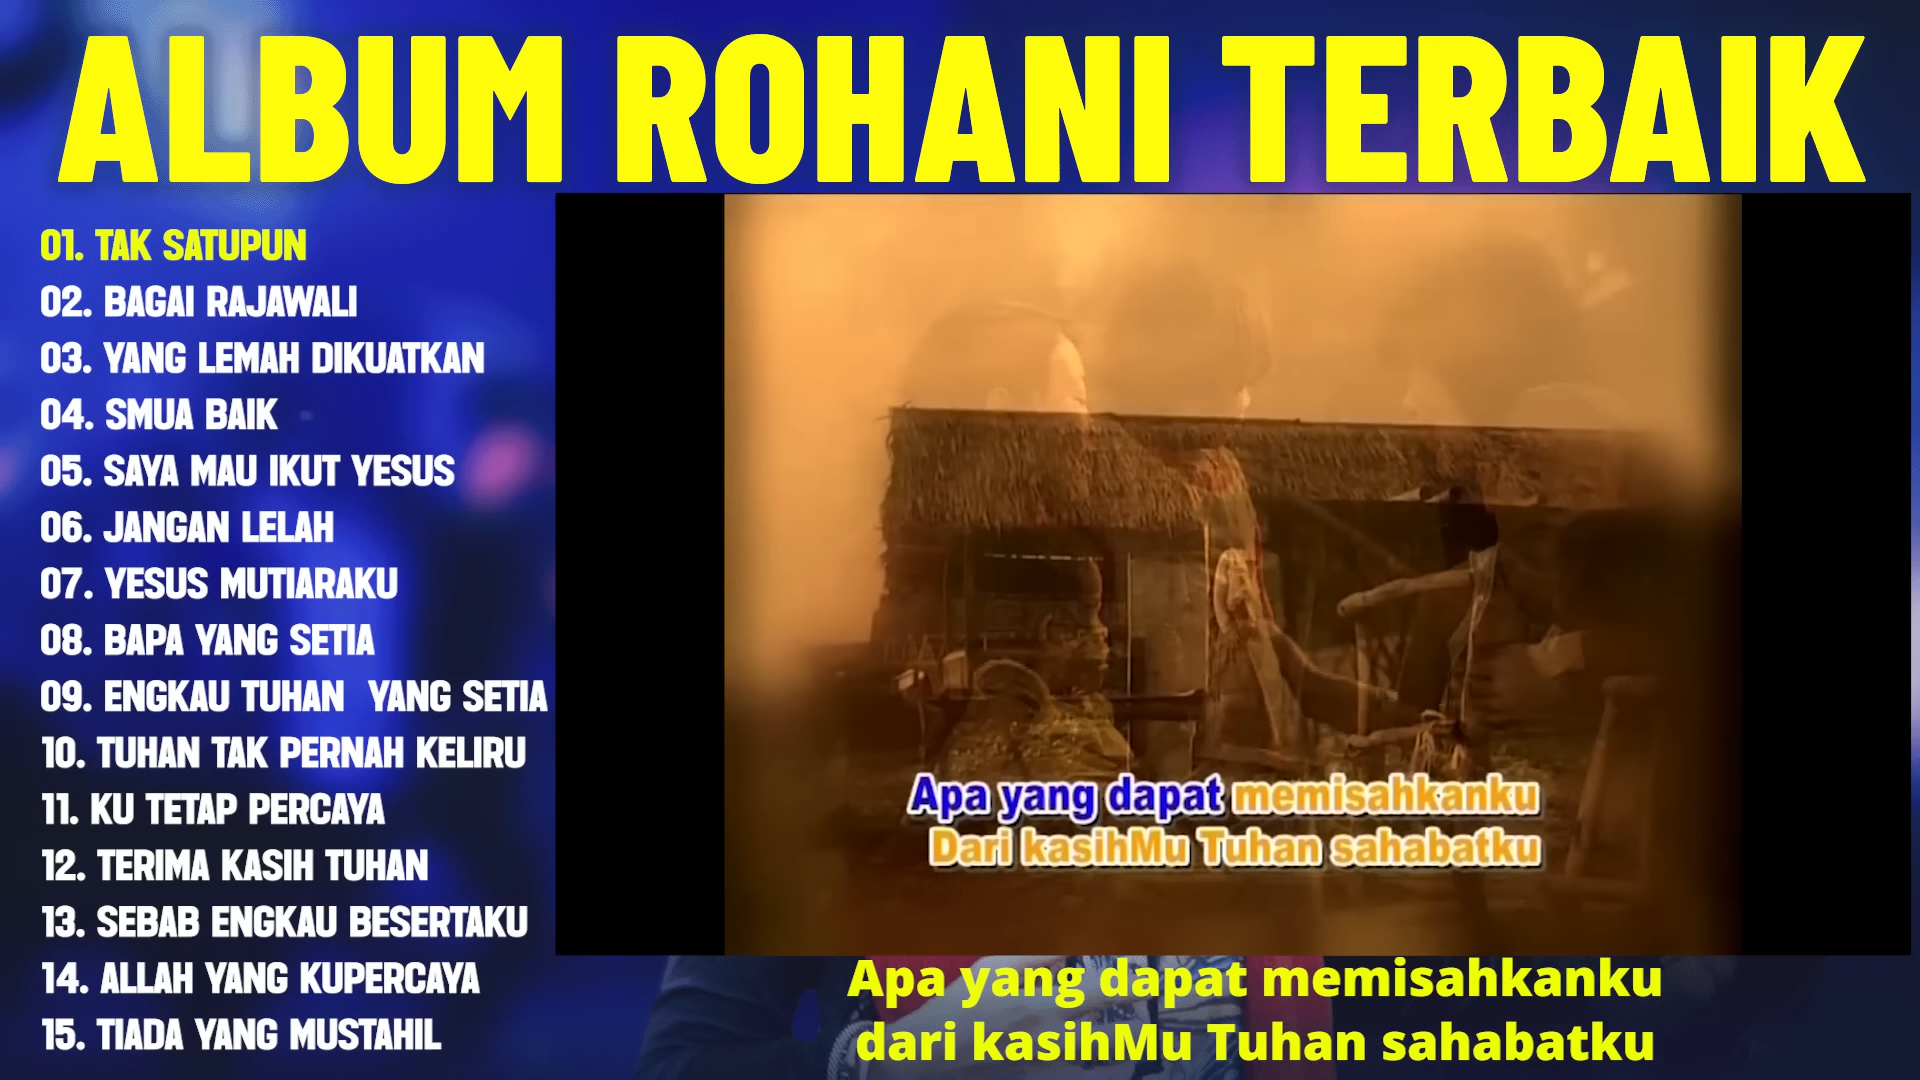 ALBUM ROHANI TERBAIK
01. TAK SATUPUN
02. BAGAI RAJAWALI
03. YANG LEMAH DIKUATKAN
04. SMUA BAIK
05. SAYA MAU IKUT YESUS
06. JANGAN LELAH
07. YESUS MUTIARAKU
08. BAPA YANG SETIA
09. ENGKAU TUHAN  YANG SETIA
10. TUHAN TAK PERNAH KELIRU
11. KU TETAP PERCAYA
12. TERIMA KASIH TUHAN
13. SEBAB ENGKAU BESERTAKU
14. ALLAH YANG KUPERCAYA
15. TIADA YANG MUSTAHIL
Apa yang dapat memisahkanku
Dari kasihMu Tuhan sahabatku
Apa yang dapat memisahkanku
dari kasihMu Tuhan sahabatku